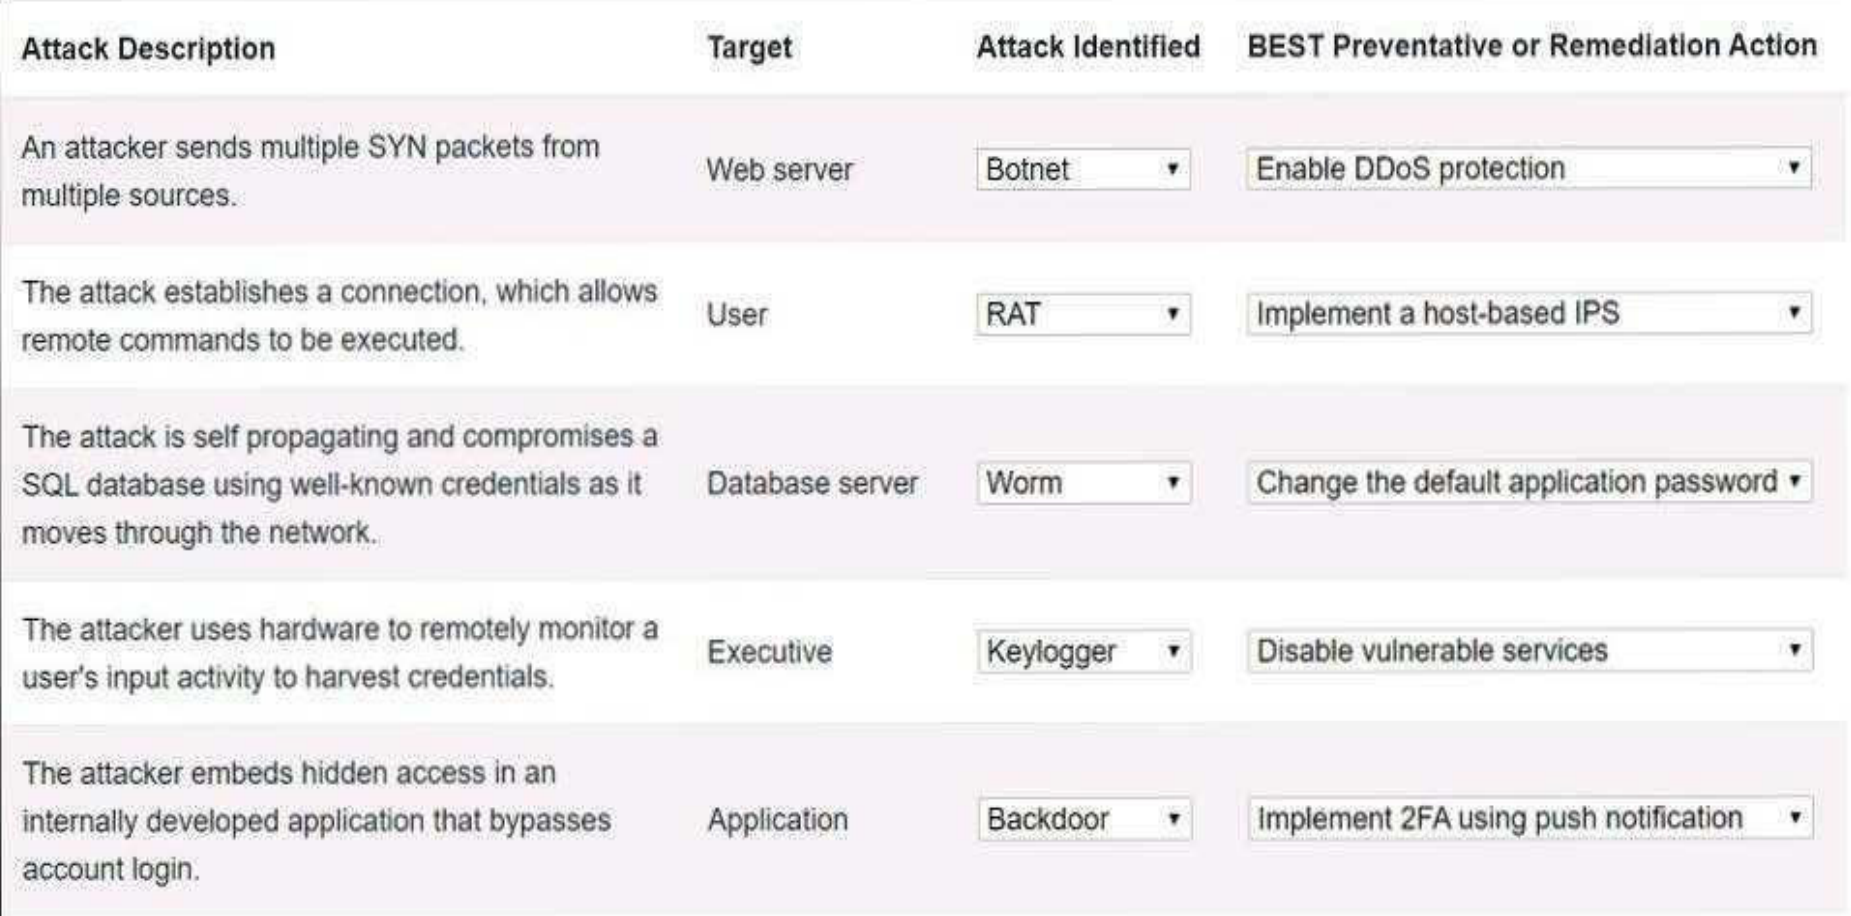 Attack Description Target Attack Identified BEST Preventative or Remediation Action
An attacker sends multiple SYN packets from
multiple sources.
Web server Botnet Enable DDoS protection
The attack establishes a connection, which allows
remote commands to be executed.
User RAT Implement a host-based IPS
The attack is self propagating and compromises a
SQL database using well-known credentials as it
moves through the network.
Database server Worm Change the default application password
The attacker uses hardware to remotely monitor a
user's input activity to harvest credentials.
Executive Keylogger Disable vulnerable services
The attacker embeds hidden access in an
internally developed application that bypasses
account login.
Application Backdoor Implement 2FA using push notification